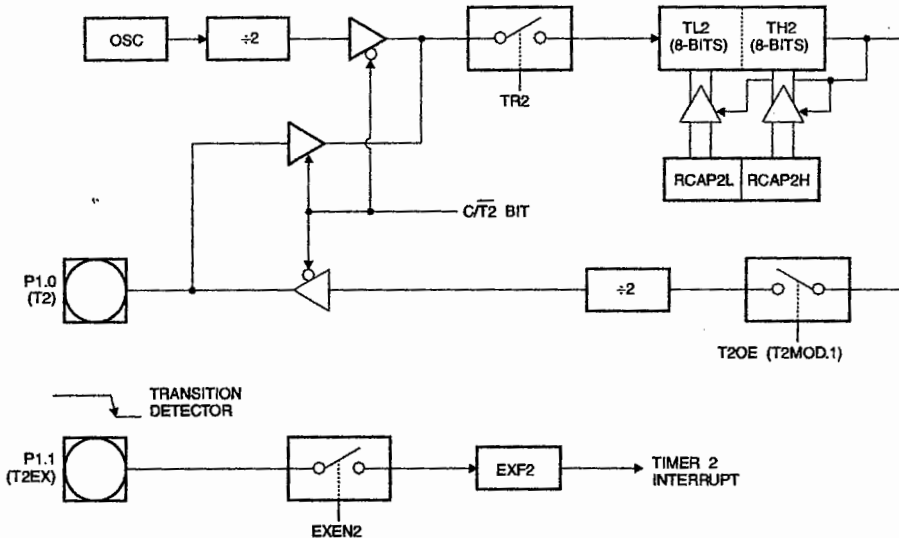 OSC
÷2
TR2
TL2
(8-BITS)
TH2
(8-BITS)
RCAP2L
RCAP2H
C/T2 BIT
P1.0
(T2)
÷2
T2OE (T2MOD.1)
TRANSITION
DETECTOR
P1.1
(T2EX)
EXEN2
EXF2
TIMER 2
INTERRUPT